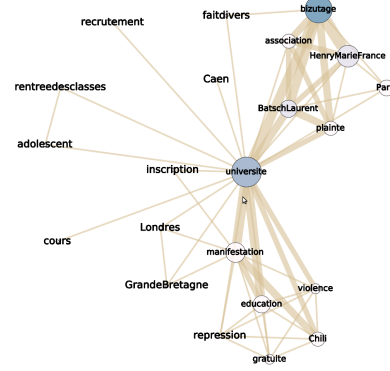 bizutage
faitdivers
recrutement
association
HenryMarieFrance
Caen
rentreedesclasses
Par
BatschLaurent
plainte
adolescent
inscription
universite
Londres
cours
manifestation
GrandeBretagne
violence
education
repression
Chili
gratuite